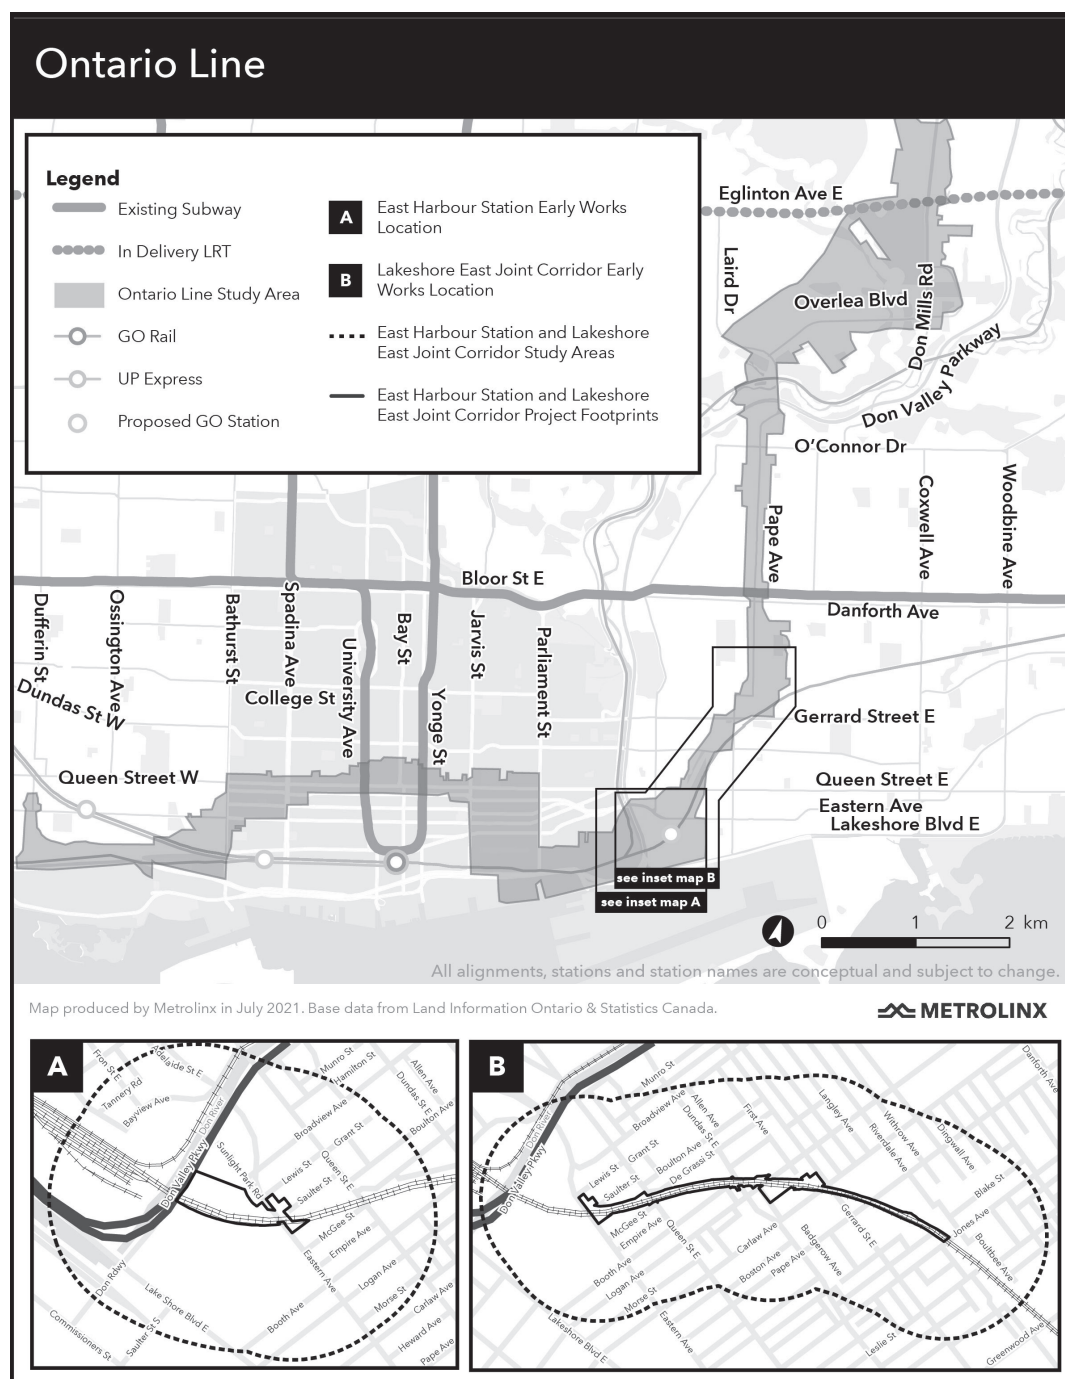 Ontario Line
Legend
Existing Subway
In Delivery LRT
Ontario Line Study Area
GO Rail
UP Express
Proposed GO Station
A
East Harbour Station Early Works
Location
B
Lakeshore East Joint Corridor Early
Works Location
East Harbour Station and Lakeshore
East Joint Corridor Study Areas
East Harbour Station and Lakeshore
East Joint Corridor Project Footprints
Eglinton Ave E
Laird Dr
Overlea Blvd
Don Mills Rd
Don Valley Parkway
O'Connor Dr
Pape Ave
Coxwell Ave
Woodbine Ave
Bloor St E
Danforth Ave
Dufferin St
Ossington Ave
Bathurst St
Spadina Ave
University Ave
Bay St
Yonge St
Jarvis St
Parliament St
Dundas St W
College St
Gerrard Street E
Queen Street W
Queen Street E
Eastern Ave
Lakeshore Blvd E
see inset map B
see inset map A
0 1 2 km
All alignments, stations and station names are conceptual and subject to change.
Map produced by Metrolinx in July 2021. Base data from Land Information Ontario & Statistics Canada.
METROLINX
A
Fron St E
Adelaide St E
Tannery Rd
Bayview Ave
Don River
Don Valley Pkwy
Munro St
Hamilton St
Allen Ave
Dundas St E
Boulton Ave
Broadview Ave
Grant St
Sunlight Park Rd
Lewis St
Queen St E
Saulter St
McGee St
Empire Ave
Eastern Ave
Logan Ave
Morse St
Carlaw Ave
Heward Ave
Pape Ave
Booth Ave
Don Rdwy
Lake Shore Blvd E
Saulter St S
Commissioners St
B
Danforth Ave
Munro St
Don River
Don Valley Pkwy
Broadview Ave
Allen Ave
Dundas St E
First Ave
Langley Ave
Withrow Ave
Riverdale Ave
Dingwall Ave
Grant St
Boulton Ave
De Grassi St
Lewis St
Saulter St
McGee St
Empire Ave
Queen St E
Blake St
Jones Ave
Boultbee Ave
Gerrard St E
Carlaw Ave
Badgerow Ave
Boston Ave
Pape Ave
Booth Ave
Logan Ave
Morse St
Eastern Ave
Lakeshore Blvd E
Leslie St
Greenwood Ave